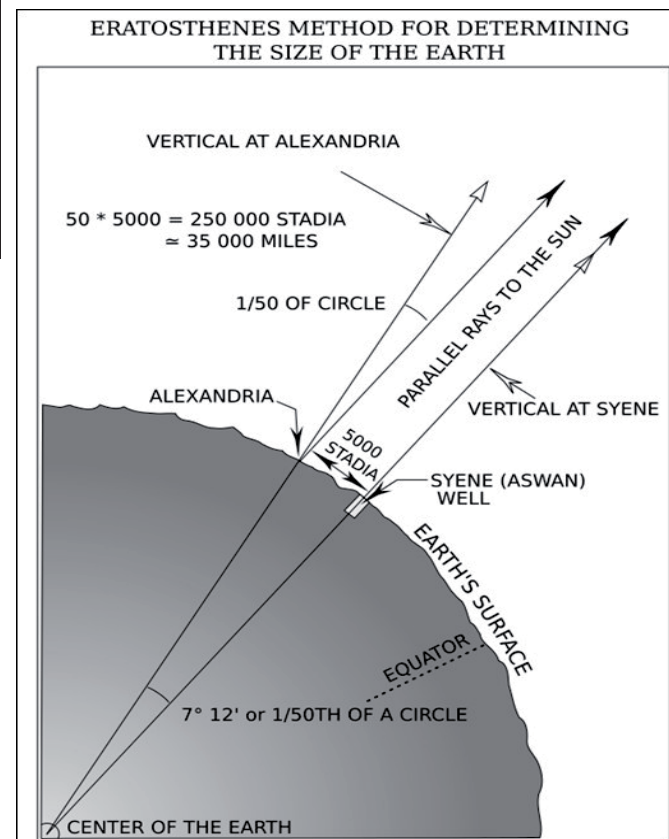 ERATOSTHENES METHOD FOR DETERMINING
THE SIZE OF THE EARTH
VERTICAL AT ALEXANDRIA
50 * 5000 = 250 000 STADIA
≃ 35 000 MILES
1/50 OF CIRCLE
PARALLEL RAYS TO THE SUN
ALEXANDRIA
VERTICAL AT SYENE
5000
STADIA
SYENE (ASWAN)
WELL
EARTH'S SURFACE
EQUATOR
7° 12' or 1/50TH OF A CIRCLE
CENTER OF THE EARTH